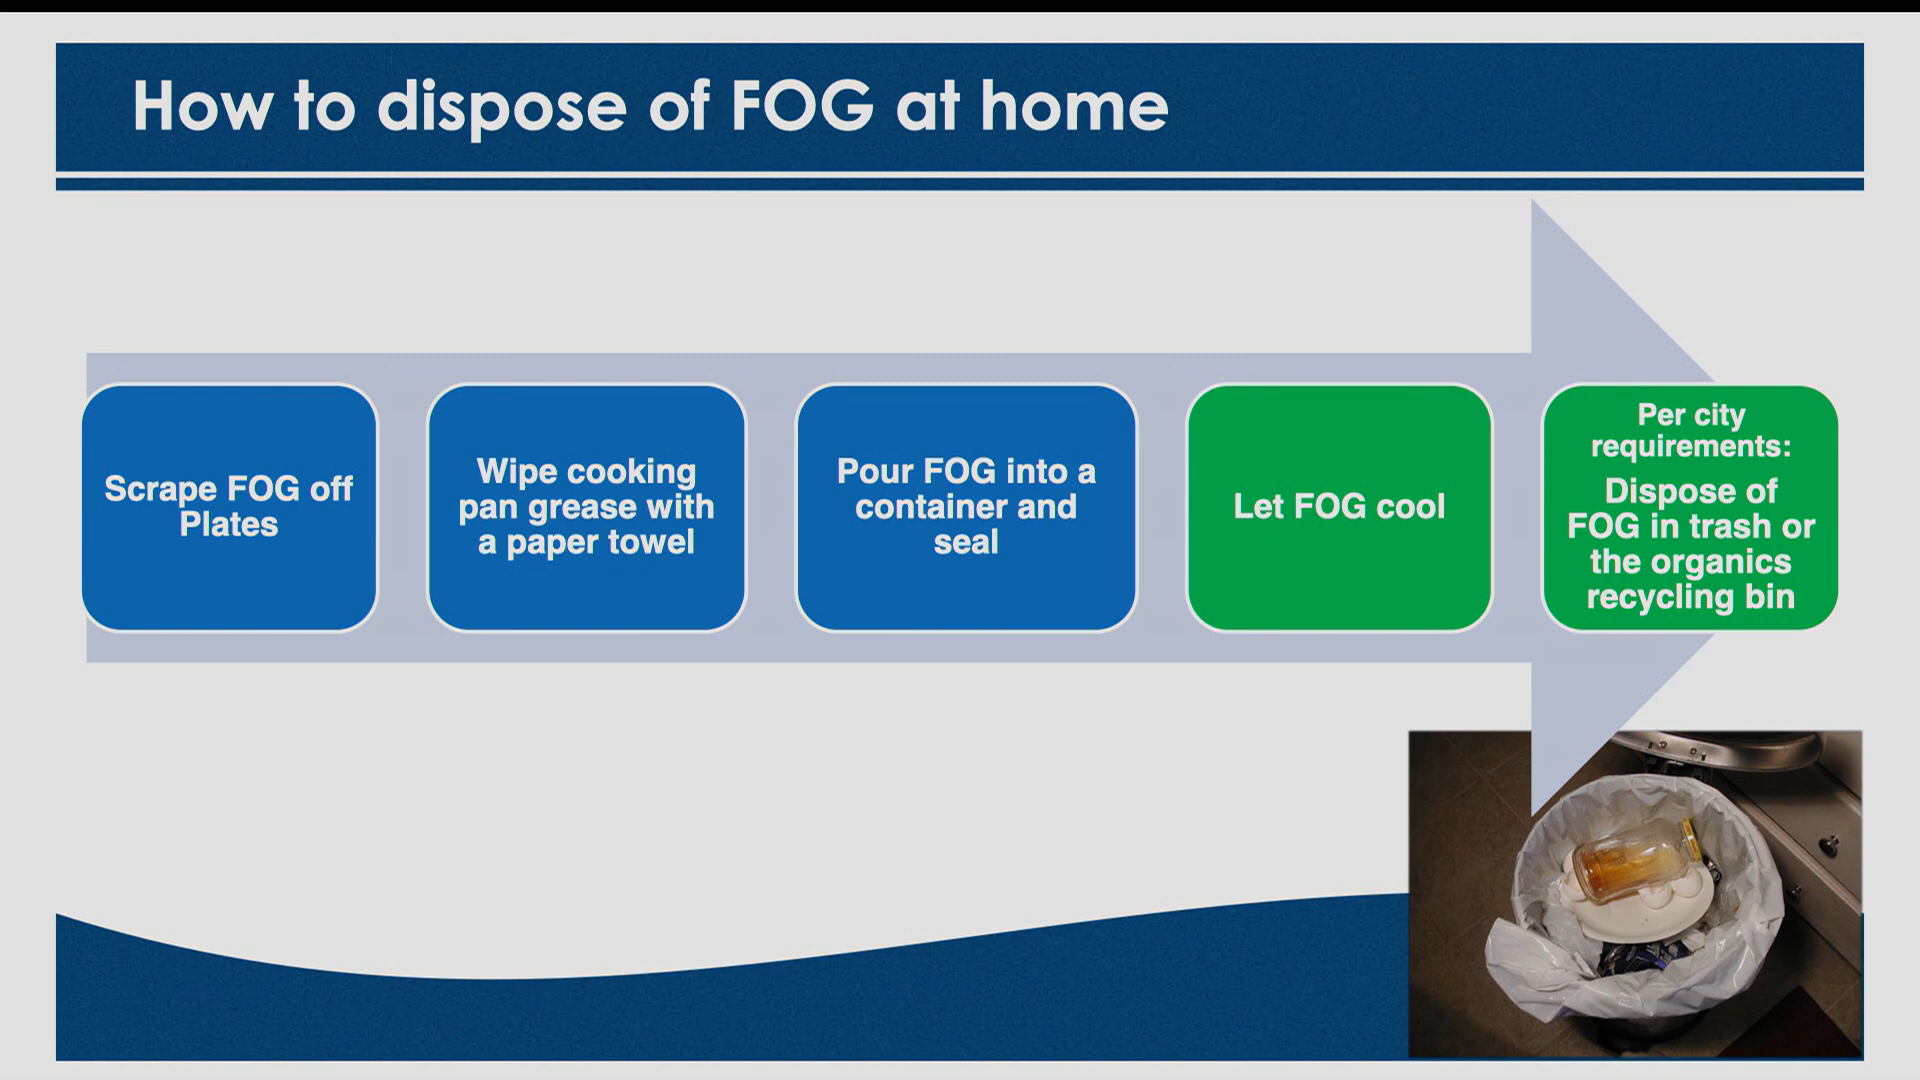 How to dispose of FOG at home
Scrape FOG off
Plates
Wipe cooking
pan grease with
a paper towel
Pour FOG into a
container and
seal
Let FOG cool
Per city
requirements:
Dispose of
FOG in trash or
the organics
recycling bin